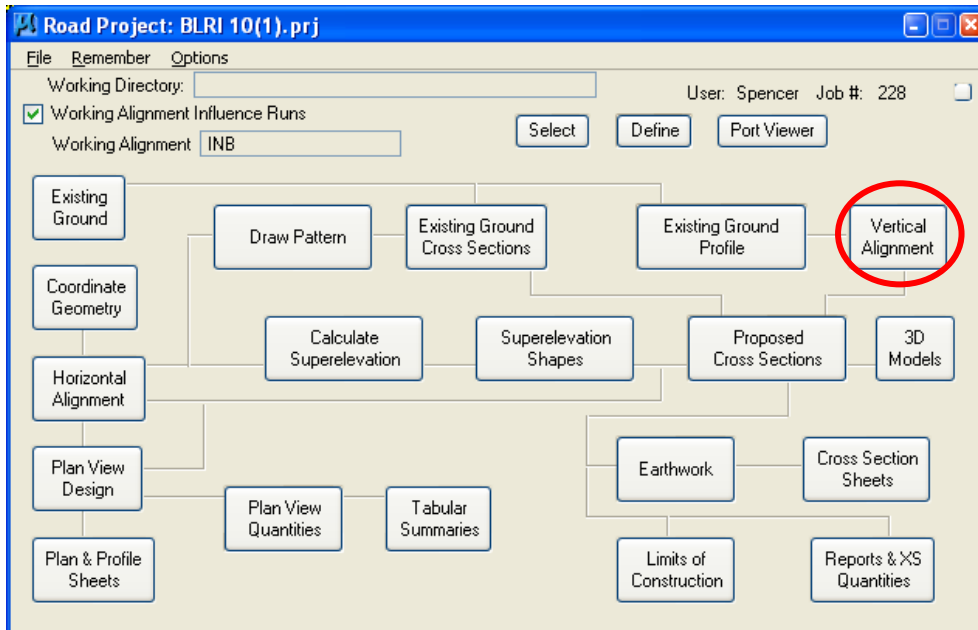 Road Project: BLRI 10(1).prj
File Remember Options
Working Directory:
User: Spencer Job #: 228
Working Alignment Influence Runs
Working Alignment INB
Select Define Port Viewer
Existing
Ground
Draw Pattern
Existing Ground
Cross Sections
Existing Ground
Profile
Vertical
Alignment
Coordinate
Geometry
Calculate
Superelevation
Superelevation
Shapes
Proposed
Cross Sections
3D
Models
Horizontal
Alignment
Plan View
Design
Earthwork
Cross Section
Sheets
Plan View
Quantities
Tabular
Summaries
Plan & Profile
Sheets
Limits of
Construction
Reports & XS
Quantities